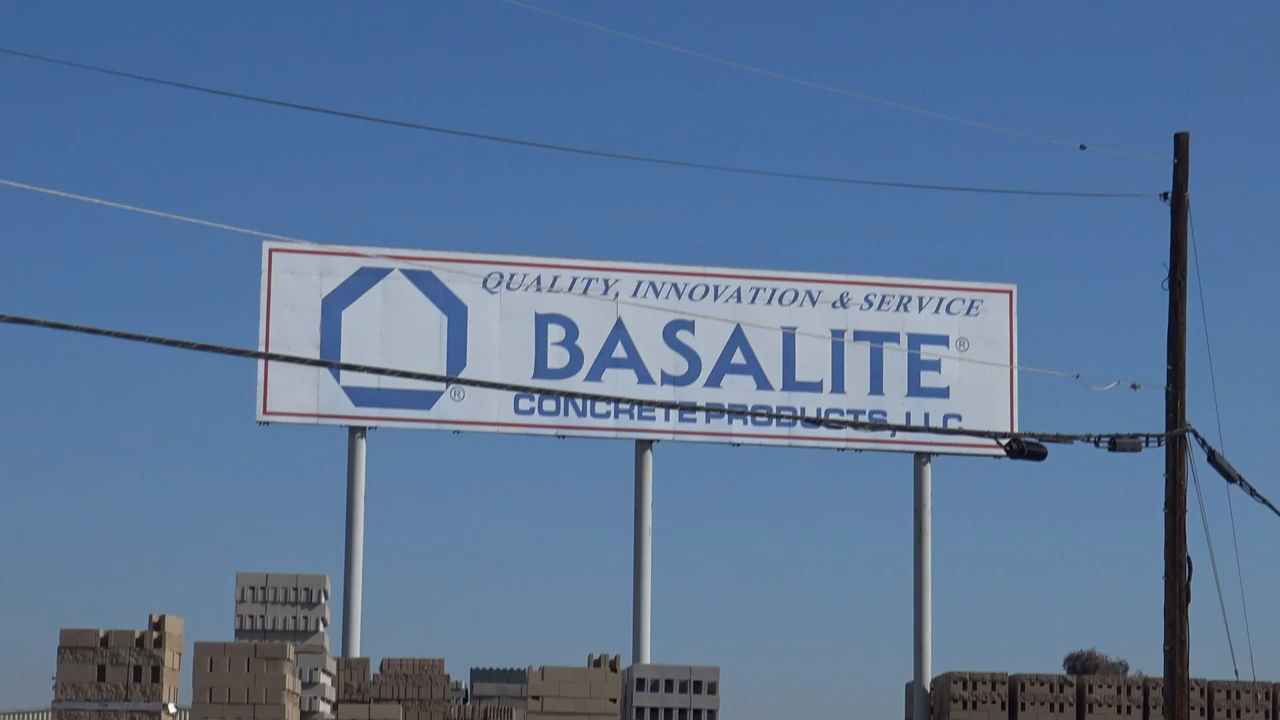 QUALITY, INNOVATION & SERVICE
BASALITE®
CONCRETE PRODUCTS, LLC
®